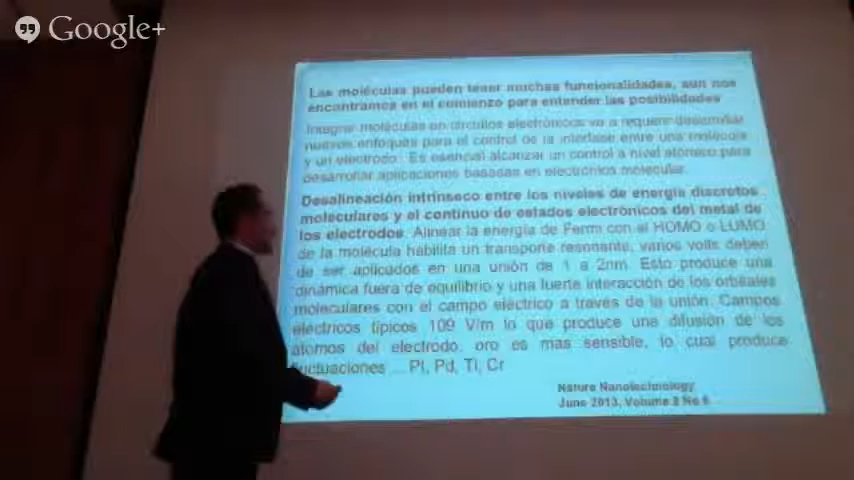 Google+
Las moléculas pueden tener muchas funcionalidades, aun nos
encontramos en el comienzo para entender las posibilidades
Integrar moléculas en circuitos electrónicos va a requerir desarrollar
nuevos enfoques para el control de la interfase entre una molécula
y un electrodo. Es esencial alcanzar un control a nivel atómico para
desarrollar aplicaciones basadas en electrónica molecular.
Desalineación intrínseco entre los niveles de energía discretos
moleculares y el continuo de estados electrónicos del metal de
los electrodos. Alinear la energía de Fermi con el HOMO o LUMO
de la molécula habilita un transporte resonante, varios volts deben
de ser aplicados en una unión de 1 a 2nm. Esto produce una
dinámica fuera de equilibrio y una fuerte interacción de los orbitales
moleculares con el campo eléctrico a través de la unión. Campos
eléctricos típicos 109 V/m lo que produce una difusión de los
átomos del electrodo, oro es mas sensible, lo cual produce
fluctuaciones ... Pt, Pd, Ti, Cr
Nature Nanotechnology
June 2013, Volume 8 No 6